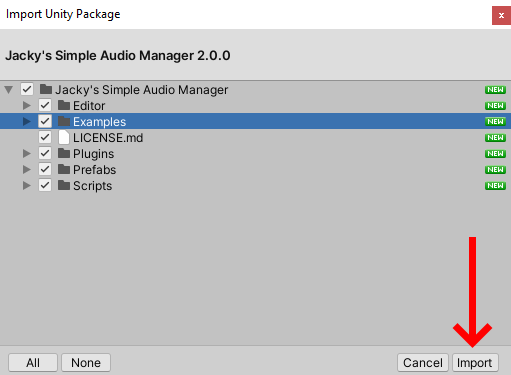 Import Unity Package
x
Jacky's Simple Audio Manager 2.0.0
Jacky's Simple Audio Manager NEW
Editor NEW
Examples NEW
LICENSE.md NEW
Plugins NEW
Prefabs NEW
Scripts NEW
All None Cancel Import